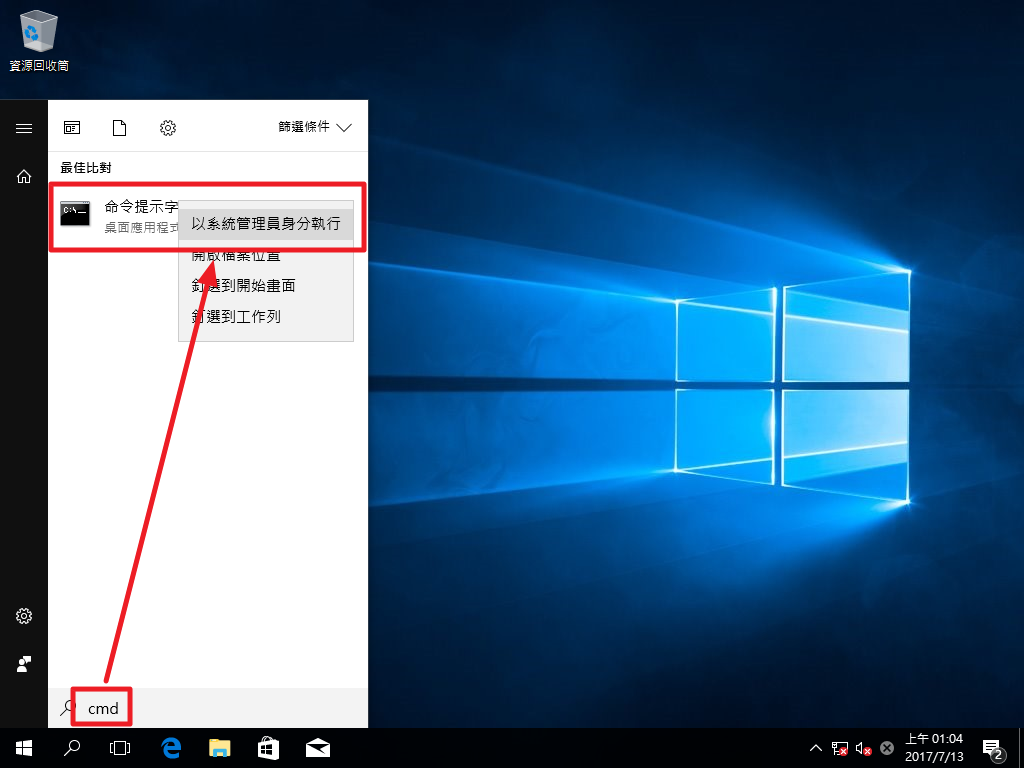 資源回收筒
篩選條件
最佳比對
命令提示字
桌面應用程式
以系統管理員身分執行
開啟檔案位置
釘選到開始畫面
釘選到工作列
cmd
上午 01:04
2017/7/13
2